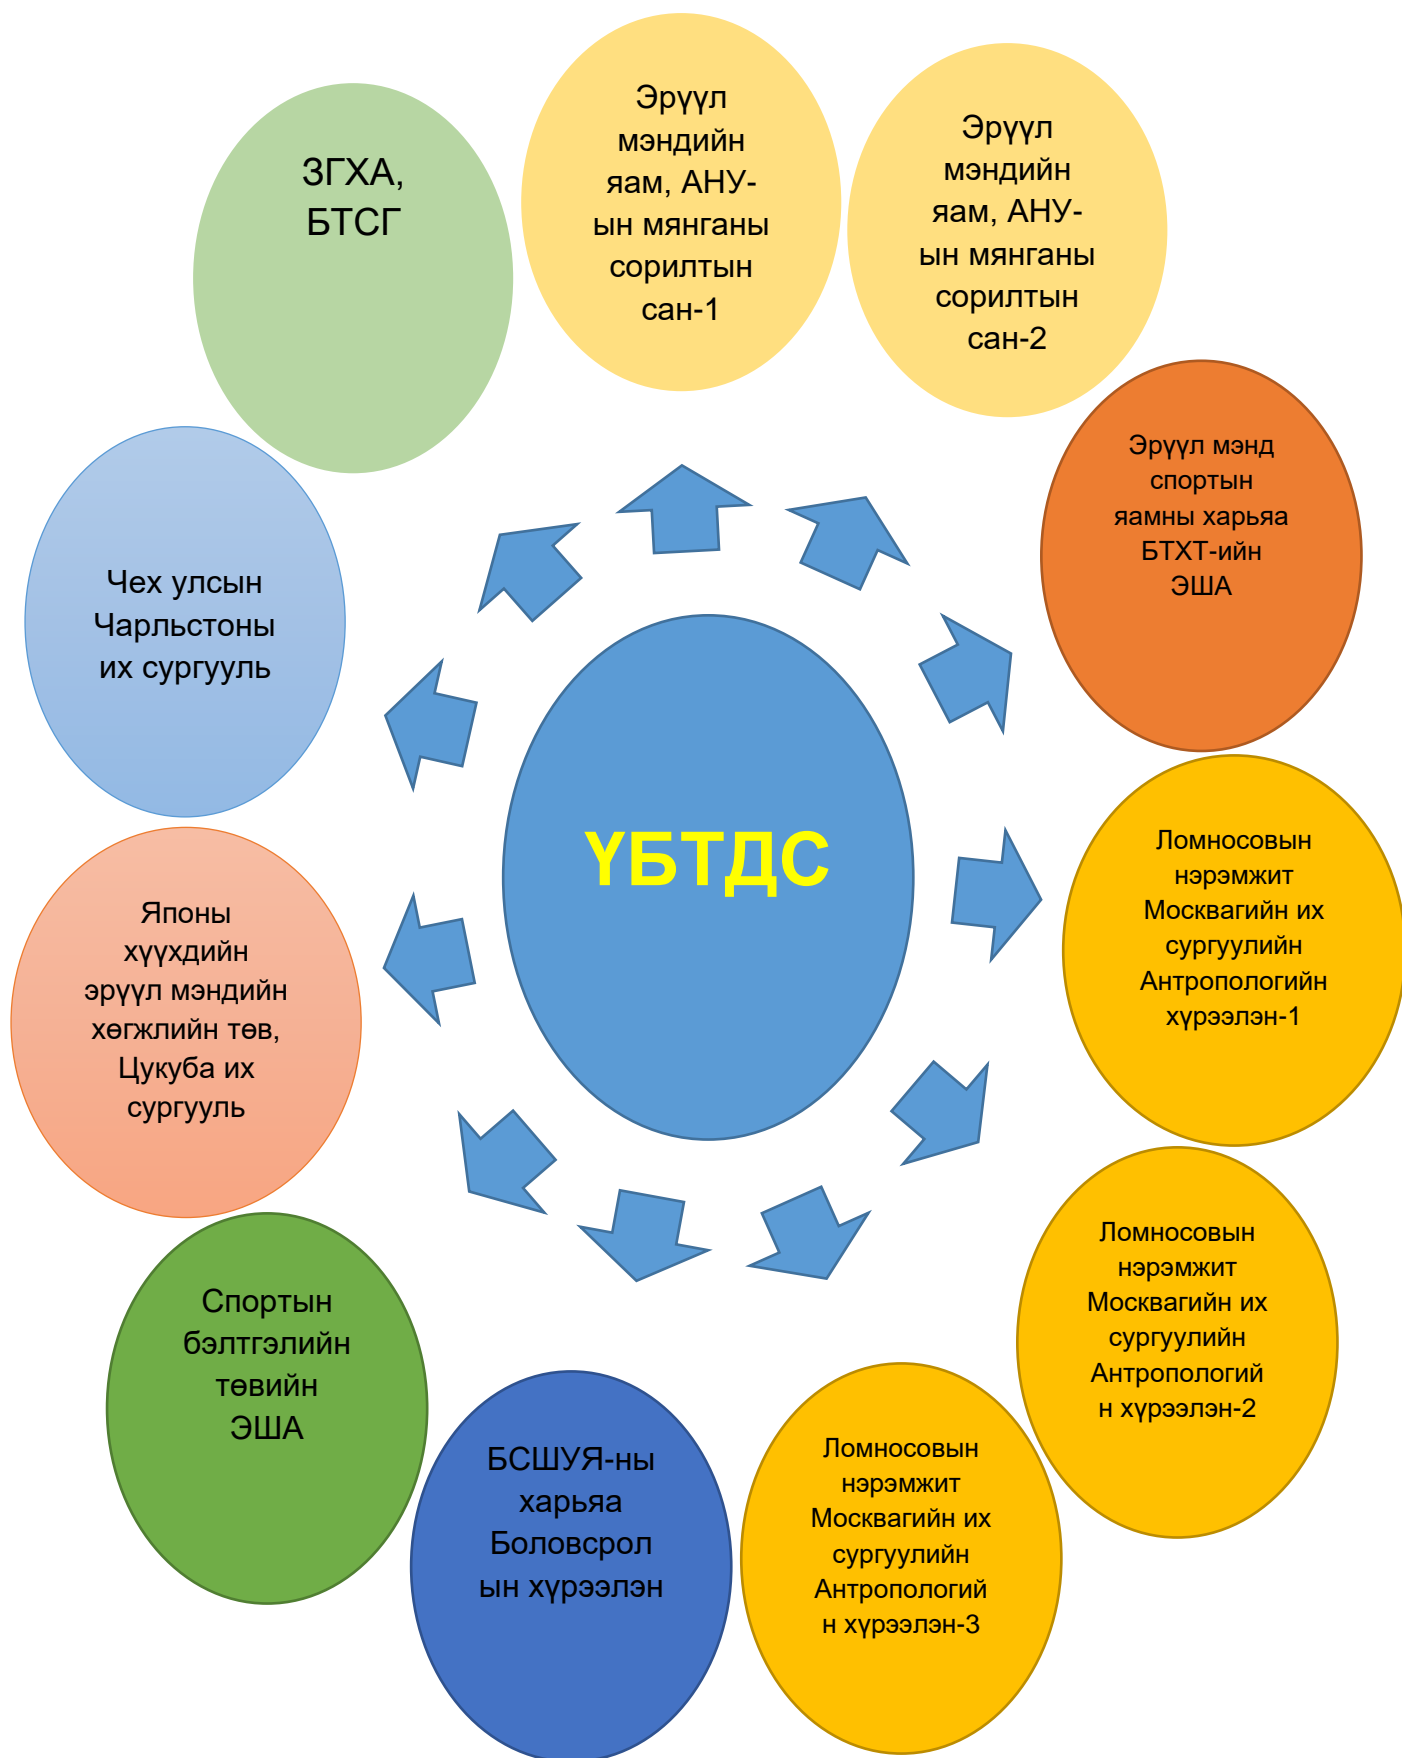 Эрүүл
мэндийн
яам, АНУ-
ын мянганы
сорилтын
сан-1
Эрүүл
мэндийн
яам, АНУ-
ын мянганы
сорилтын
сан-2
ЗГХА,
БТСГ
Эрүүл мэнд
спортын
яамны харьяа
БТХТ-ийн
ЭША
Чех улсын
Чарльстоны
их сургууль
ҮБТДС
Ломносовын
нэрэмжит
Москвагийн их
сургуулийн
Антропологийн
хүрээлэн-1
Японы
хүүхдийн
эрүүл мэндийн
хөгжлийн төв,
Цукуба их
сургууль
Ломносовын
нэрэмжит
Москвагийн их
сургуулийн
Антропологий
н хүрээлэн-2
Спортын
бэлтгэлийн
төвийн
ЭША
БСШУЯ-ны
харьяа
Боловсрол
ын хүрээлэн
Ломносовын
нэрэмжит
Москвагийн их
сургуулийн
Антропологий
н хүрээлэн-3